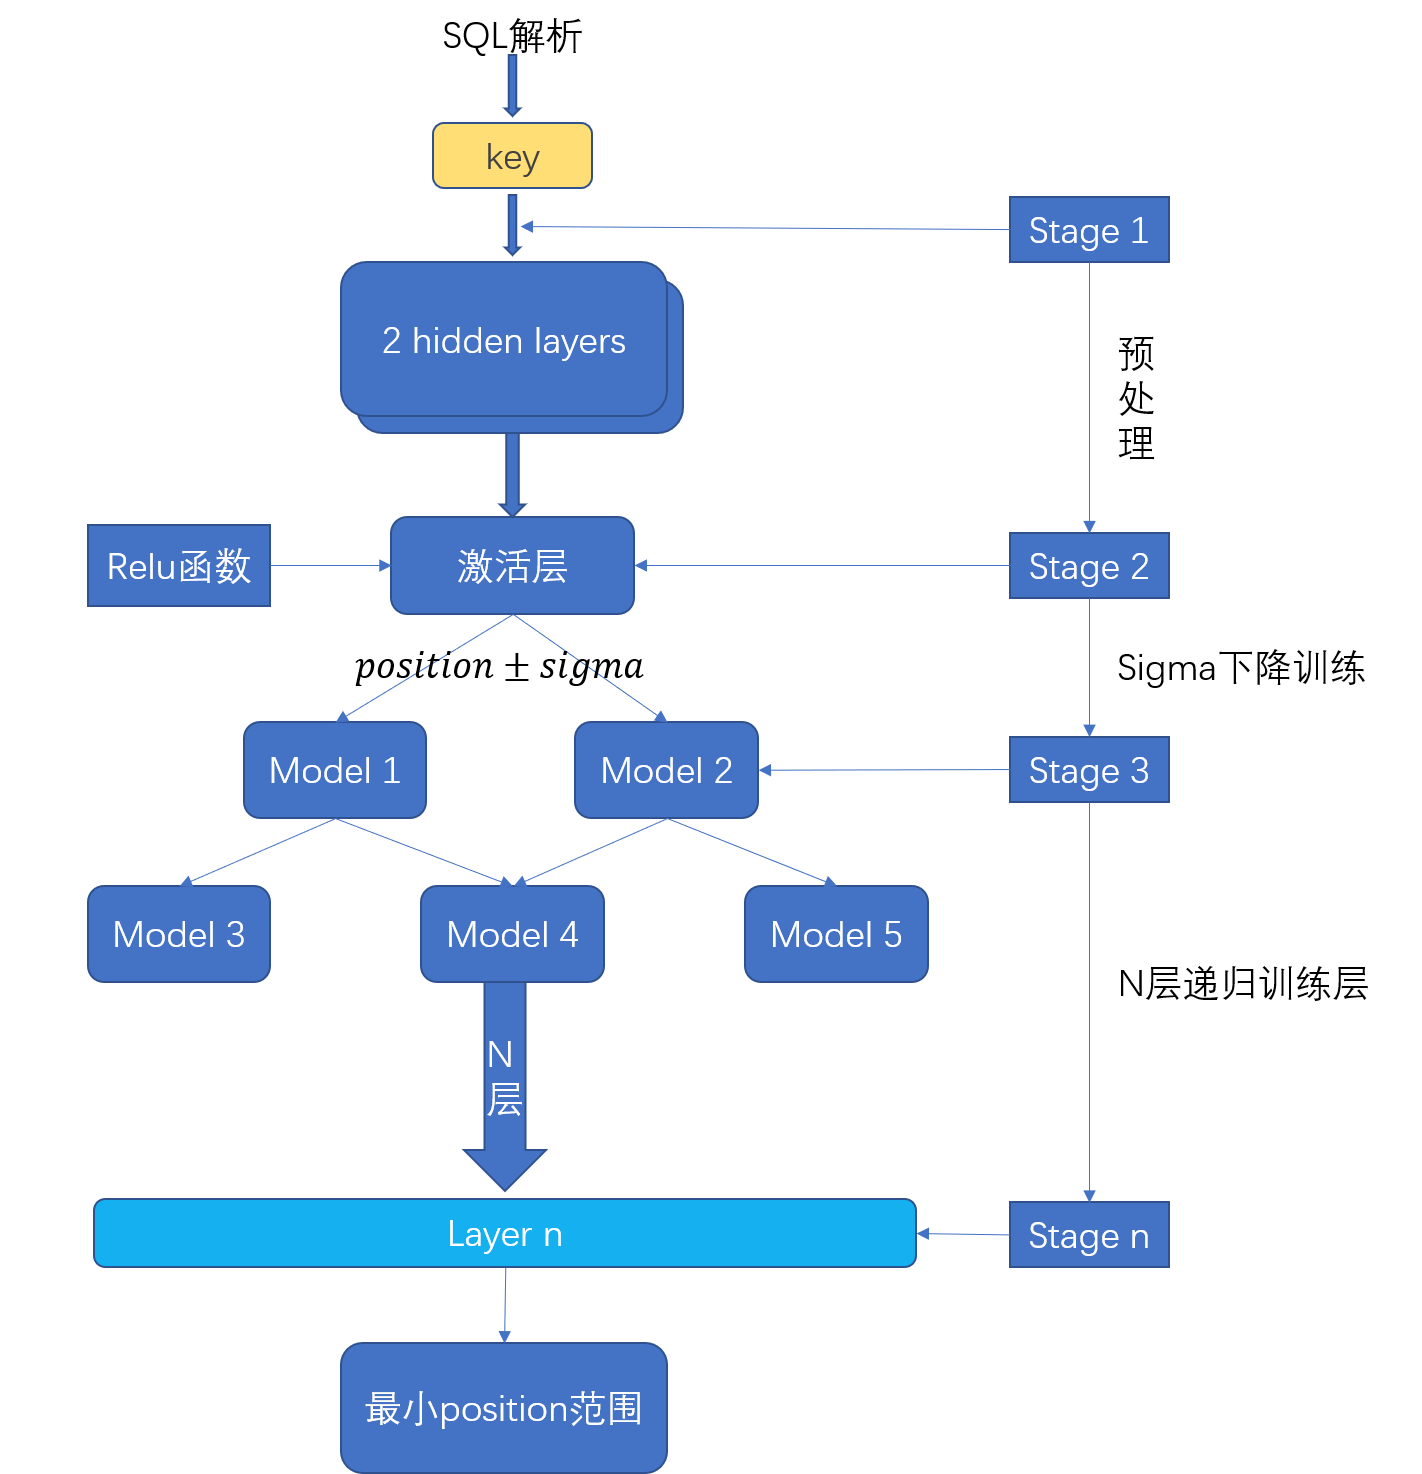 SQL解析
key
Stage 1
2 hidden layers
预
处
理
Relu函数
激活层
Stage 2
position ± sigma
Sigma下降训练
Model 1
Model 2
Stage 3
Model 3
Model 4
Model 5
N层递归训练层
N
层
Layer n
Stage n
最小position范围